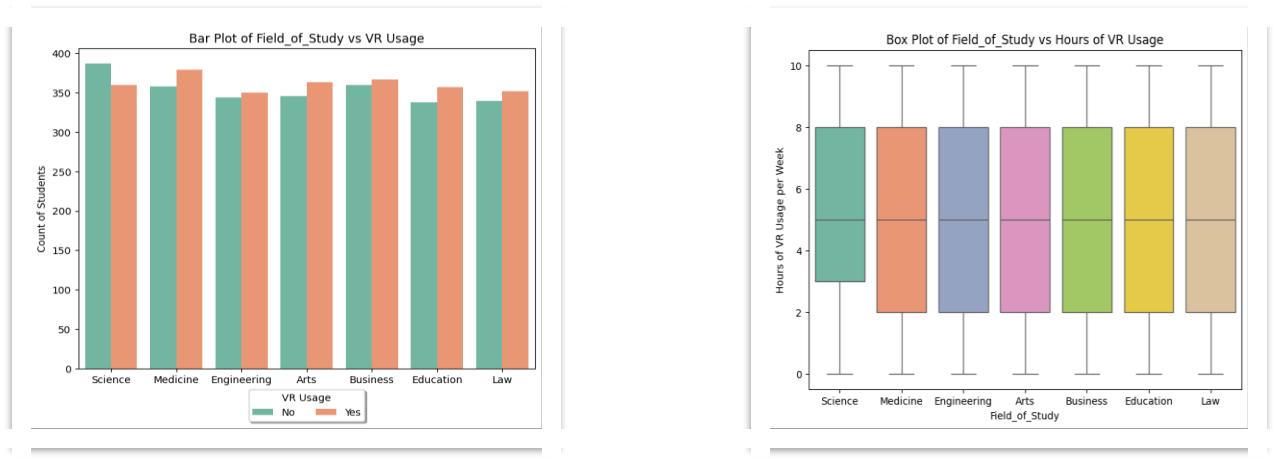 Bar Plot of Field_of_Study vs VR Usage
400
350
300
250
200
150
100
50
0
Count of Students
Science Medicine Engineering Arts Business Education Law
VR Usage
No Yes
Box Plot of Field_of_Study vs Hours of VR Usage
10
8
6
4
2
0
Hours of VR Usage per Week
Science Medicine Engineering Arts Business Education Law
Field_of_Study